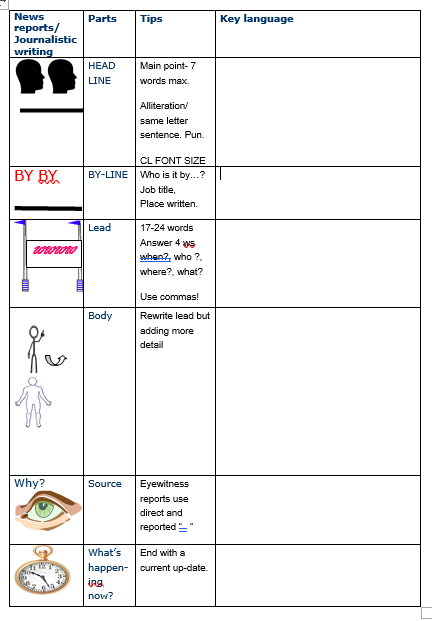 News reports/ Journalistic writing
Parts
Tips
Key language
HEAD
LINE
Main point- 7
words max.
Alliteration/
same letter
sentence. Pun.
CL FONT SIZE
BY BY
BY-LINE
Who is it by…?
Job title,
Place written.
Lead
17-24 words
Answer 4 ws
when?, who ?,
where?, what?
Use commas!
Body
Rewrite lead but
adding more
detail
Why?
Source
Eyewitness
reports use
direct and
reported “_ ”
What’s
happen-
ing
now?
End with a
current up-date.